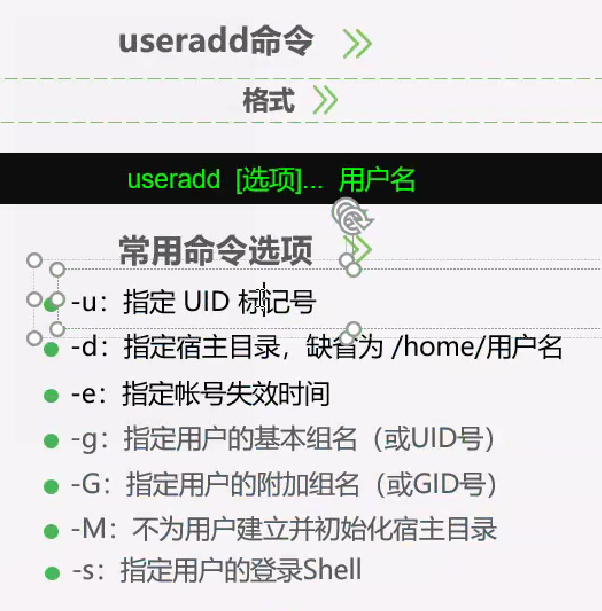 useradd命令
格式
useradd [选项]... 用户名
常用命令选项
-u：指定 UID 标记号
-d：指定宿主目录，缺省为 /home/用户名
-e：指定帐号失效时间
-g：指定用户的基本组名（或UID号）
-G：指定用户的附加组名（或GID号）
-M：不为用户建立并初始化宿主目录
-s：指定用户的登录Shell